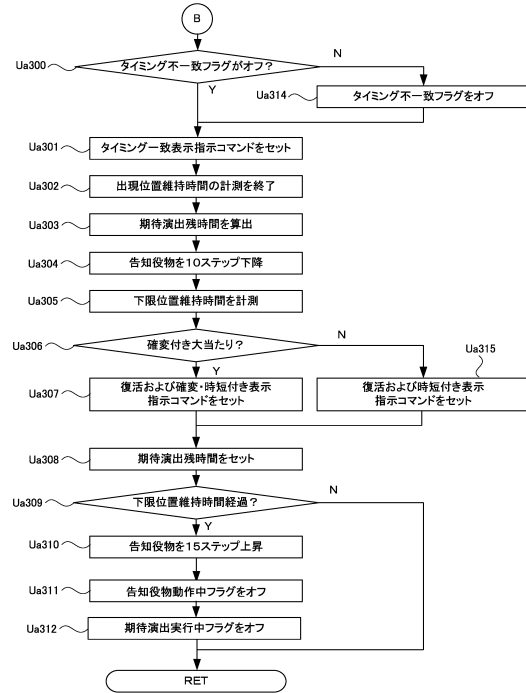 B
Ua300
タイミング不一致フラグがオフ?
N
Y
Ua314
タイミング不一致フラグをオフ
Ua301
タイミング一致表示指示コマンドをセット
Ua302
出現位置維持時間の計測を終了
Ua303
期待演出残時間を算出
Ua304
告知役物を10ステップ下降
Ua305
下限位置維持時間を計測
Ua306
確変付き大当たり?
N
Y
Ua315
Ua307
復活および確変・時短付き表示
指示コマンドをセット
復活および時短付き表示
指示コマンドをセット
Ua308
期待演出残時間をセット
Ua309
下限位置維持時間経過?
N
Y
Ua310
告知役物を15ステップ上昇
Ua311
告知役物動作中フラグをオフ
Ua312
期待演出実行中フラグをオフ
RET